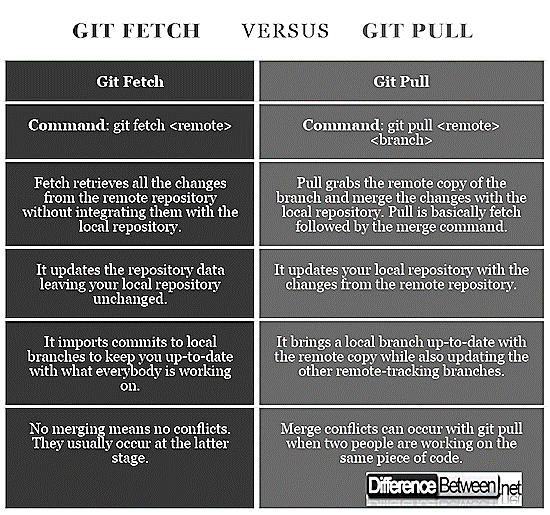 GIT FETCH VERSUS GIT PULL
Git Fetch
Git Pull
Command: git fetch <remote>
Command: git pull <remote>
<branch>
Fetch retrieves all the changes
from the remote repository
without integrating them with the
local repository.
Pull grabs the remote copy of the
branch and merge the changes with the
local repository. Pull is basically fetch
followed by the merge command.
It updates the repository data
leaving your local repository
unchanged.
It updates your local repository with the
changes from the remote repository.
It imports commits to local
branches to keep you up-to-date
with what everybody is working
on.
It brings a local branch up-to-date with
the remote copy while also updating the
other remote-tracking branches.
No merging means no conflicts.
They usually occur at the latter
stage.
Merge conflicts can occur with git pull
when two people are working on the
same piece of code.
DifferenceBetween.net